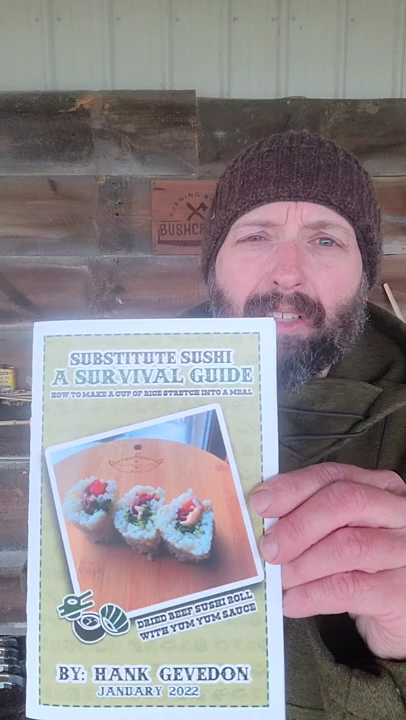 BUSHC
SUBSTITUTE SUSHI
A SURVIVAL GUIDE
HOW TO MAKE A CUP OF RICE STRETCH INTO A MEAL
DRIED BEEF SUSHI ROLL
WITH YUM YUM SAUCE
BY: HANK GEVEDON
JANUARY 2022